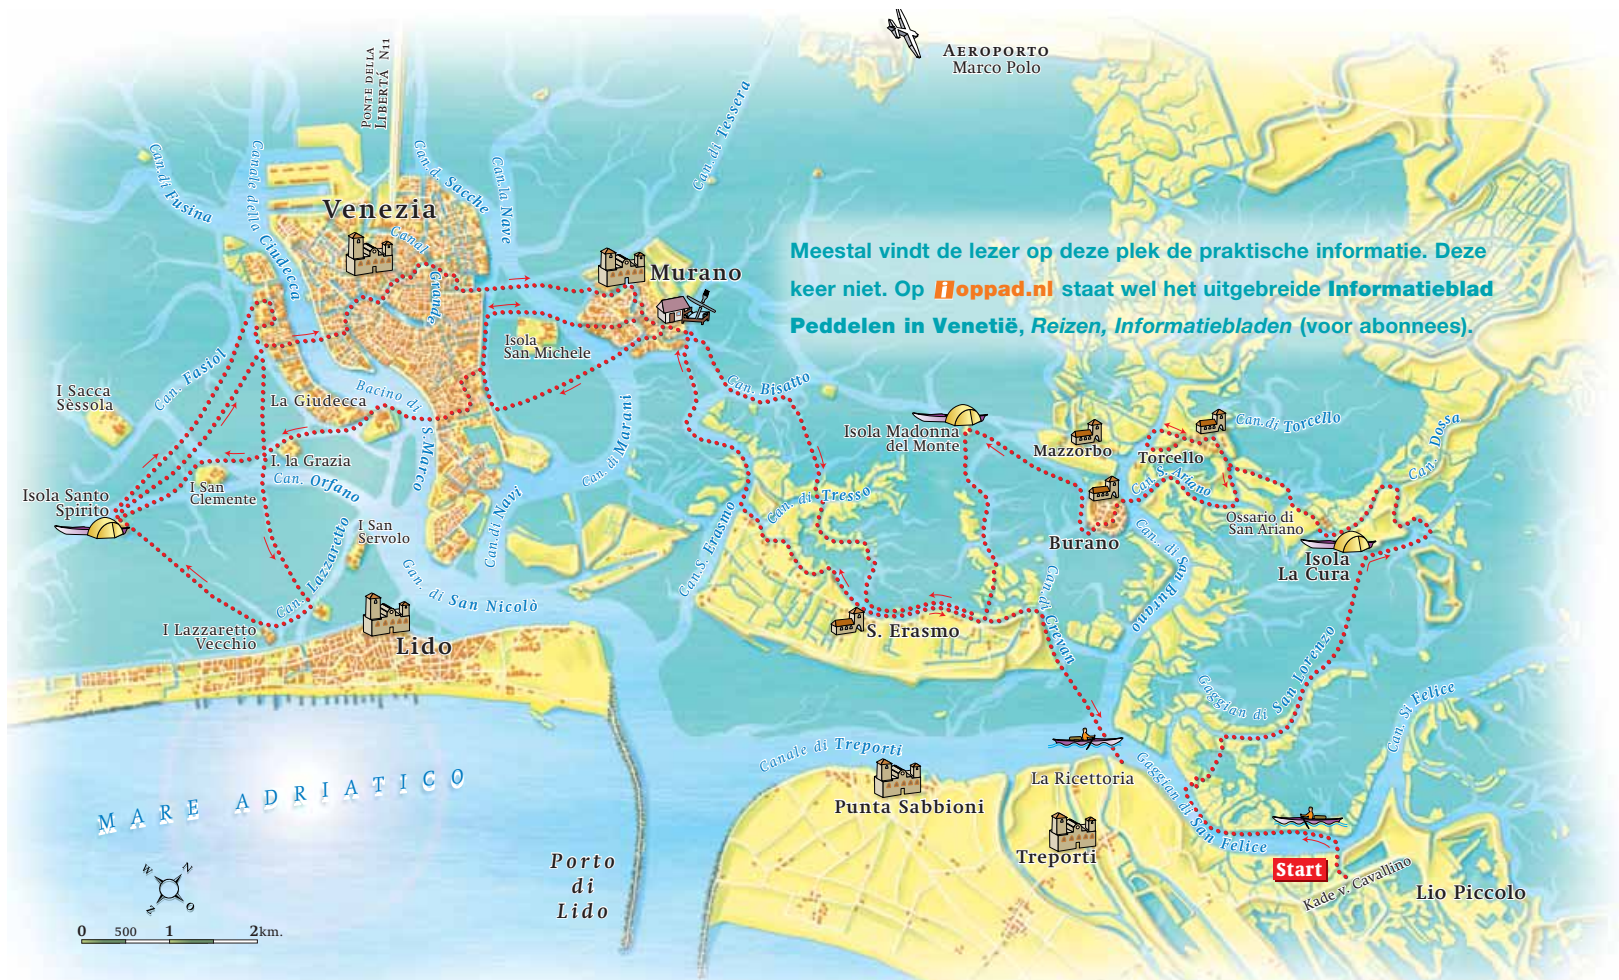 AEROPORTO
Marco Polo
PONTE DELLA
LIBERTÁ N11
Can. di Tessera
Can. di Fusina
Canale della Ciudecca
Can. d. Sacche
Can. la Nave
Venezia
Canal
Grande
Murano
Meestal vindt de lezer op deze plek de praktische informatie. Deze
keer niet. Op i oppad.nl staat wel het uitgebreide Informatieblad
Peddelen in Venetië, Reizen, Informatiebladen (voor abonnees).
Isola
San Michele
Can. Fasiol
I Sacca
Sèssola
La Giudecca
Bacino di
S. Marco
Can. Bisatto
Can. di Marani
Isola Madonna
del Monte
Mazzorbo
Torcello
Can. di Torcello
Can. Dossa
I. la Grazia
Can. Orfano
I San
Clemente
Isola Santo
Spirito
Can. S. Ariano
Can. di Tresso
Can. di Navi
Can. S. Erasmo
I San
Servolo
Ossario di
San Ariano
Burano
Can. di San Burano
Isola
La Cura
Can. Lazzaretto
Gan. di San Nicolò
Can. di Crevan
I Lazzaretto
Vecchio
Lido
S. Erasmo
Gaggian di San Lorenzo
Can. Si Felice
Canale di Treporti
La Ricettoria
Punta Sabbioni
Gaggian di San Felice
MARE ADRIATICO
Treporti
Start
Kade v. Cavallino
Lio Piccolo
Porto
di
Lido
W
N
Z
O
0 500 1 2km.